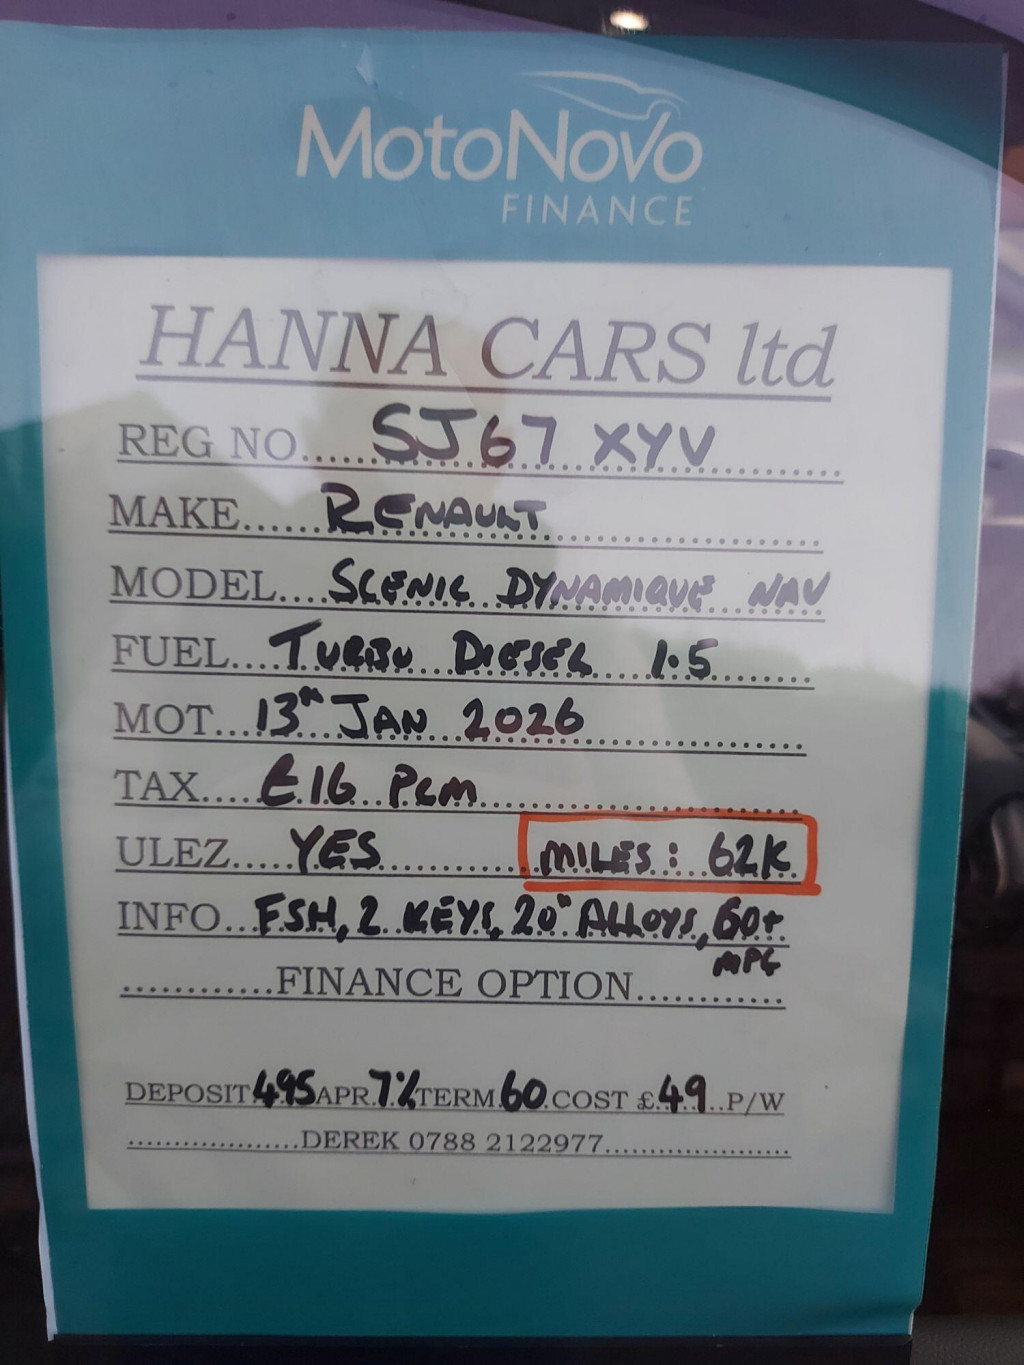 MotoNovo
FINANCE
HANNA CARS ltd
REG NO.....SJ67 XYV..........
MAKE......RENAULT..........
MODEL....SCENIC DYNAMIQUE NAV
FUEL....TURBO DIESEL 1.5..........
MOT....13TH JAN 2026..........
TAX.....£16 PCM..........
ULEZ.....YES..........MILES: 62K
INFO...FSH, 2 KEYS, 20" ALLOYS, 60+
MPG
............FINANCE OPTION............
DEPOSIT 495 APR 7% TERM 60 COST £ 49 P/W
..................DEREK 0788 2122977...................